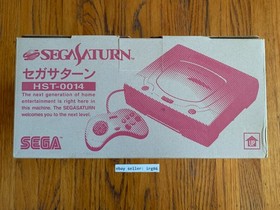 SEGASATURN™
セガサターン
HST-0014
The next generation of home
entertainment is right here in
this machine. The SEGASATURN
welcomes you to the next level.
SEGA